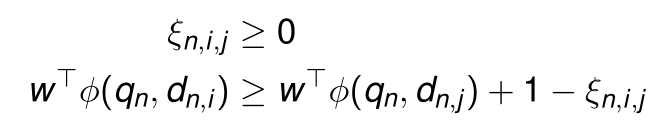 ξ_{n,i,j} ≥ 0
w^⊤ϕ(q_n, d_{n,i}) ≥ w^⊤ϕ(q_n, d_{n,j}) + 1 − ξ_{n,i,j}